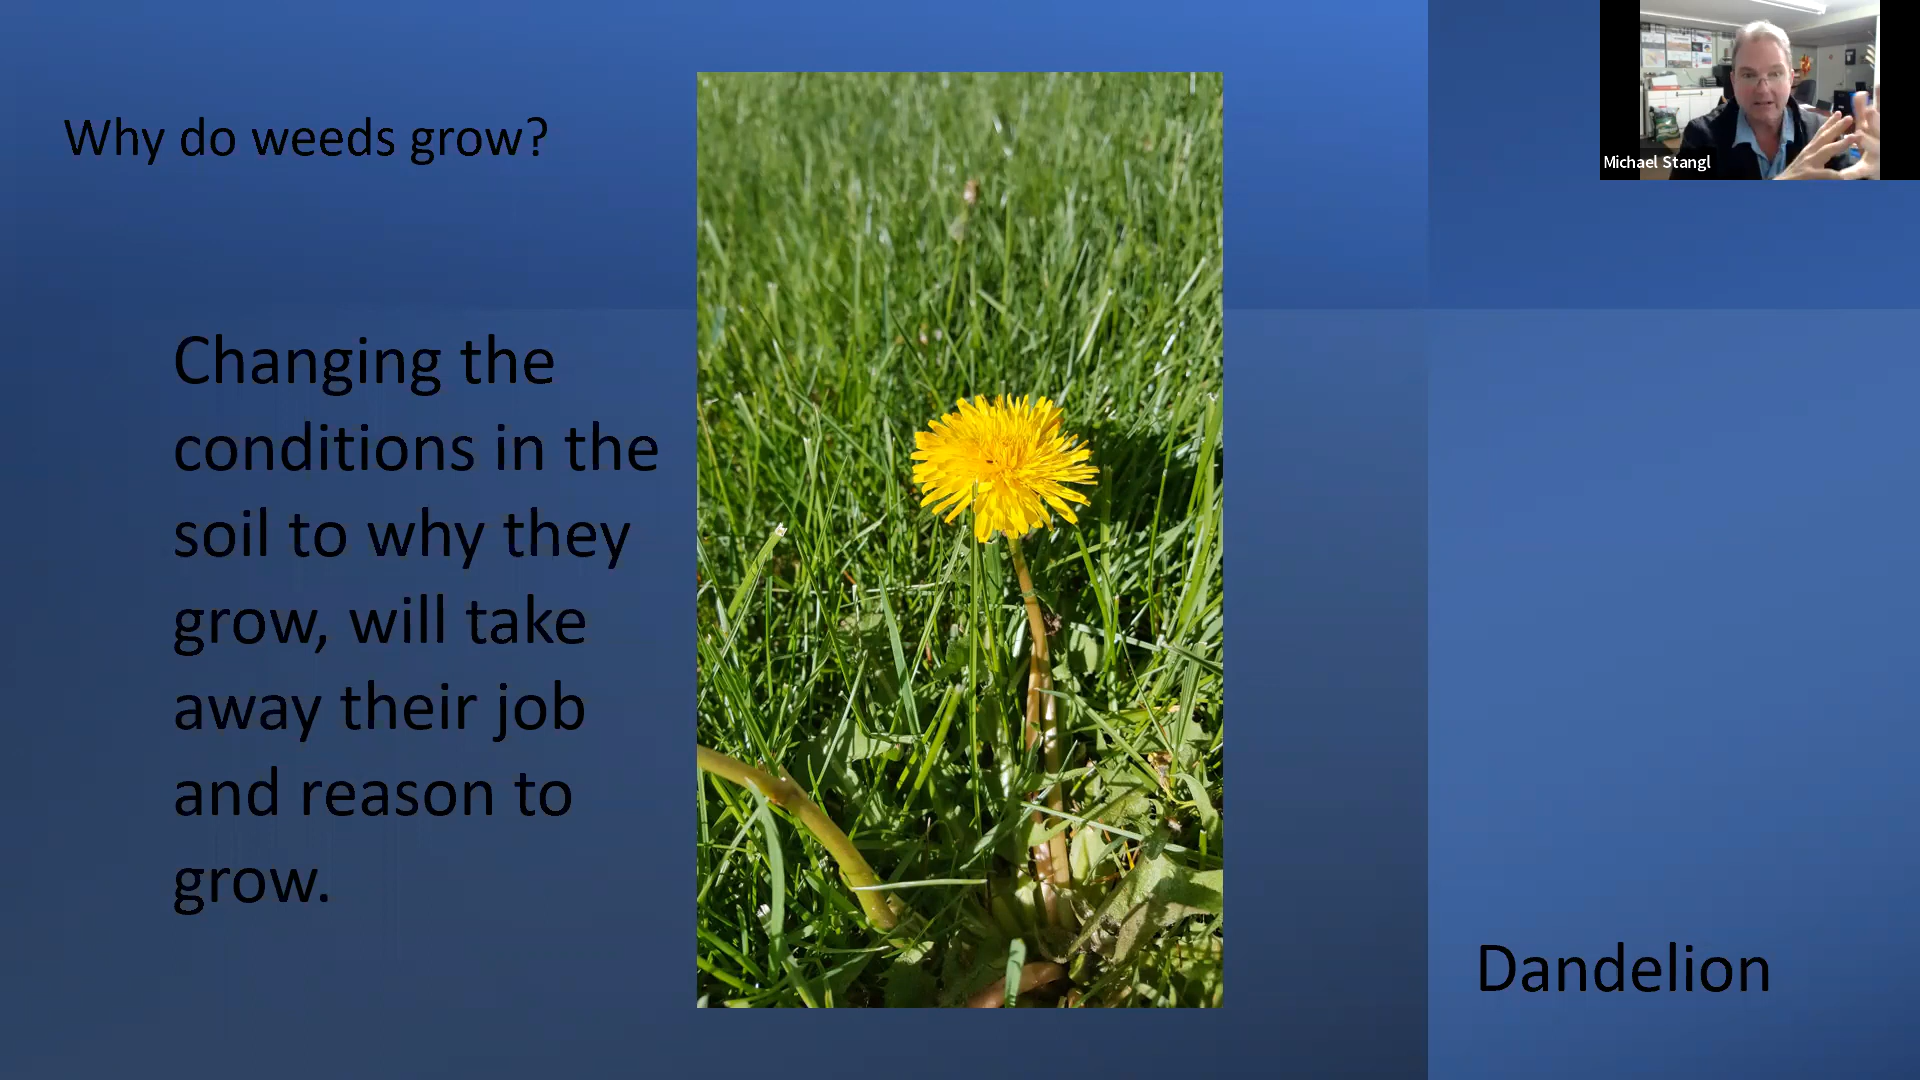 Why do weeds grow?
Michael Stangl
Changing the
conditions in the
soil to why they
grow, will take
away their job
and reason to
grow.
Dandelion